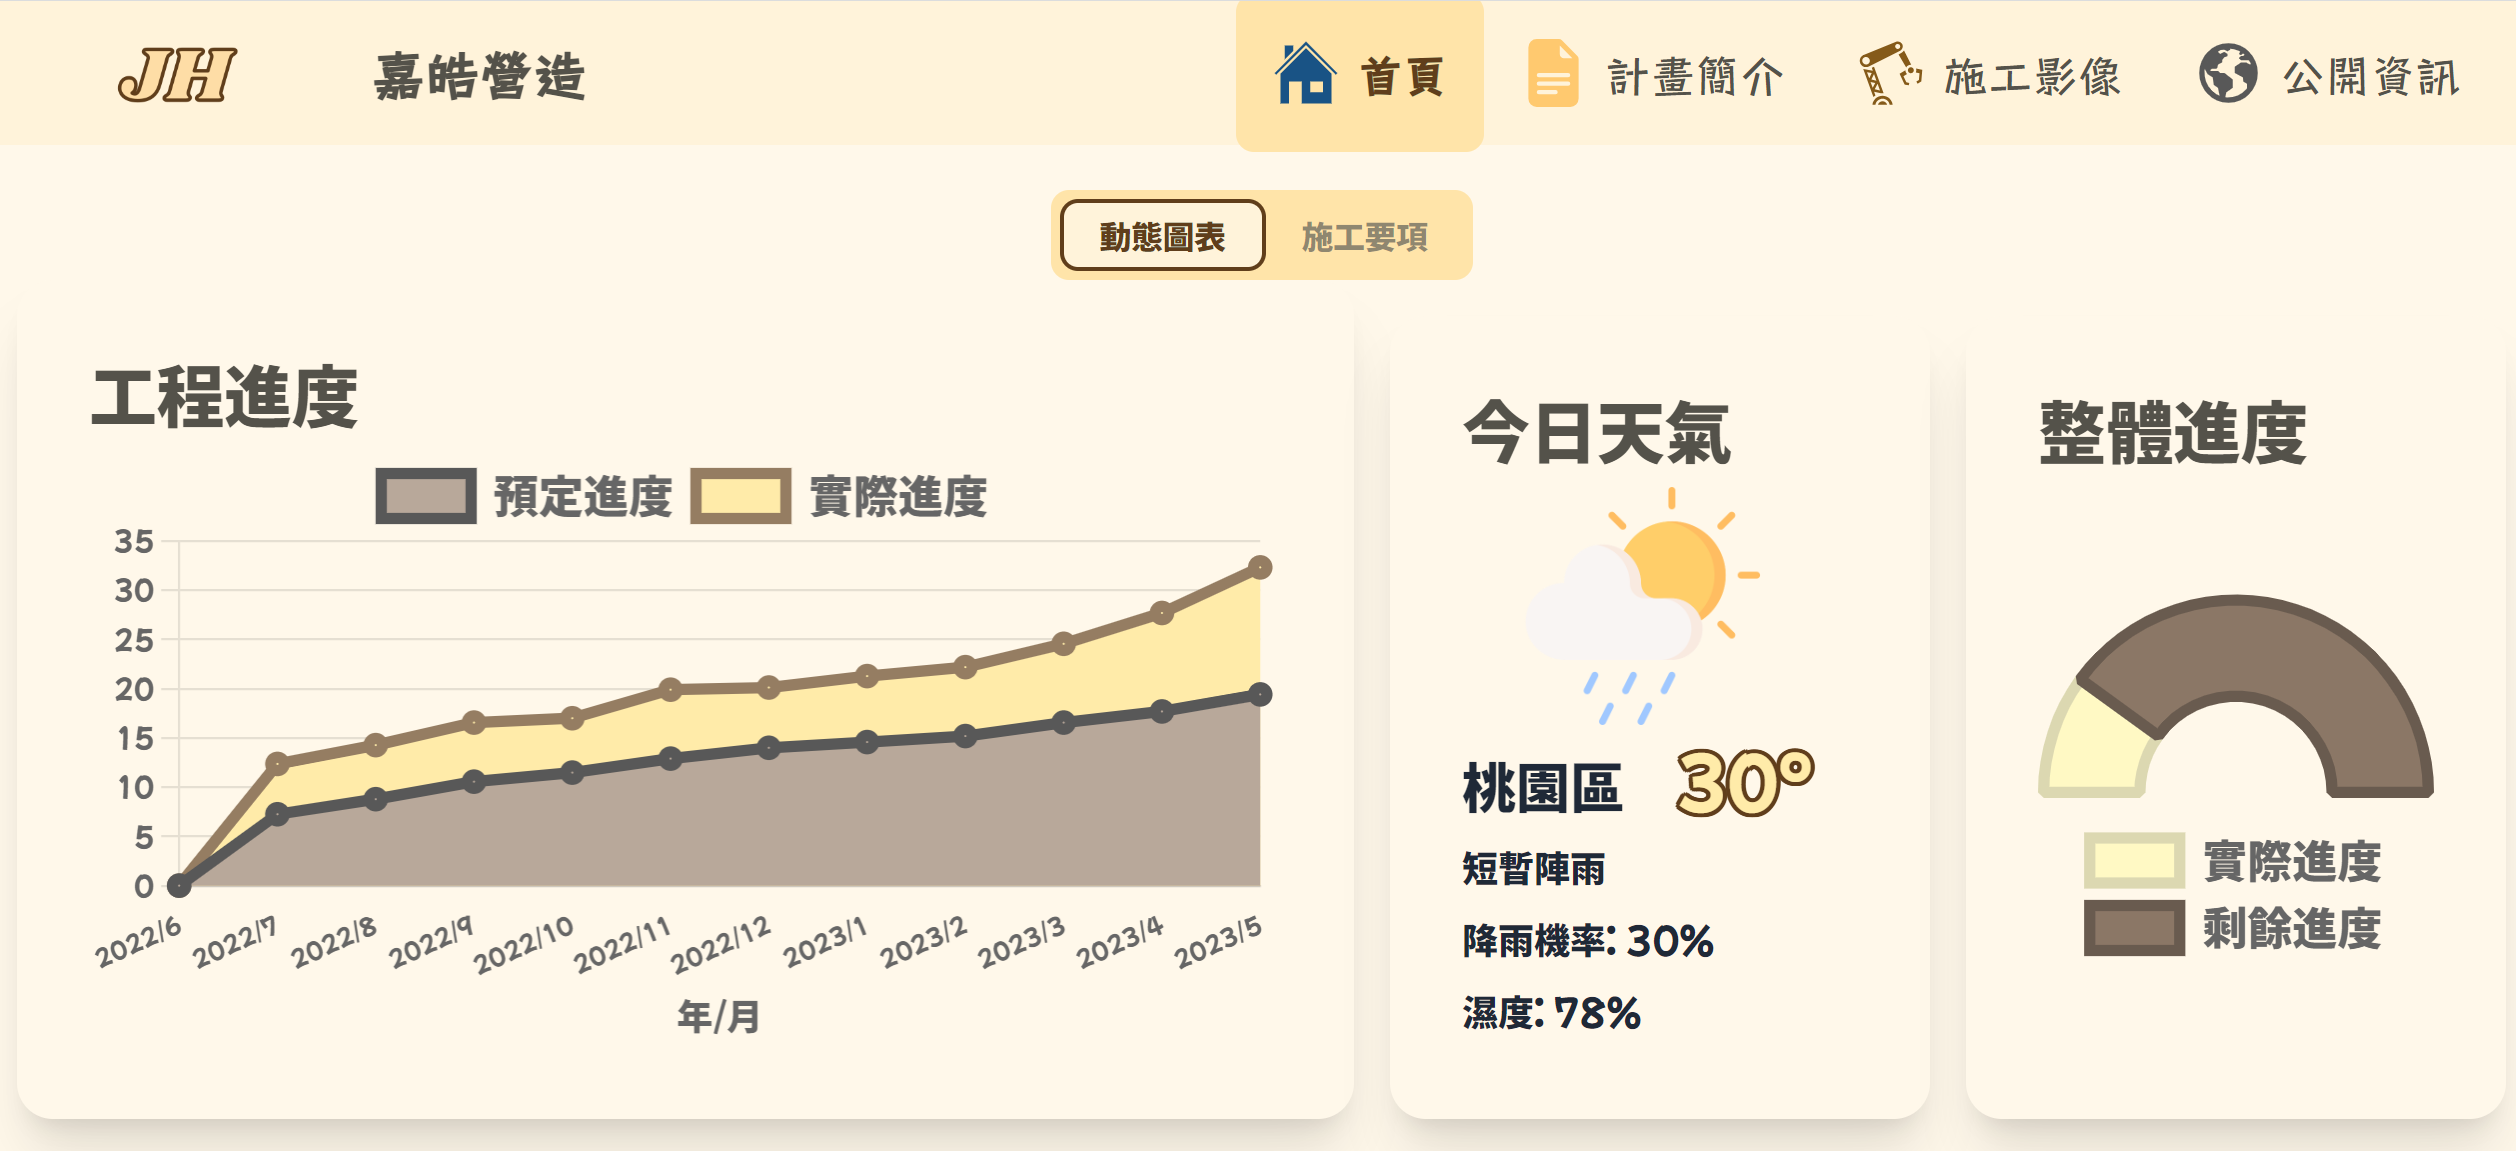 JH 嘉皓營造 首頁 計畫簡介 施工影像 公開資訊
動態圖表 施工要項
工程進度
預定進度 實際進度
35
30
25
20
15
10
5
0
2022/6 2022/7 2022/8 2022/9 2022/10 2022/11 2022/12 2023/1 2023/2 2023/3 2023/4 2023/5
年/月
今日天氣
桃園區 30°
短暫陣雨
降雨機率: 30%
濕度: 78%
整體進度
實際進度
剩餘進度